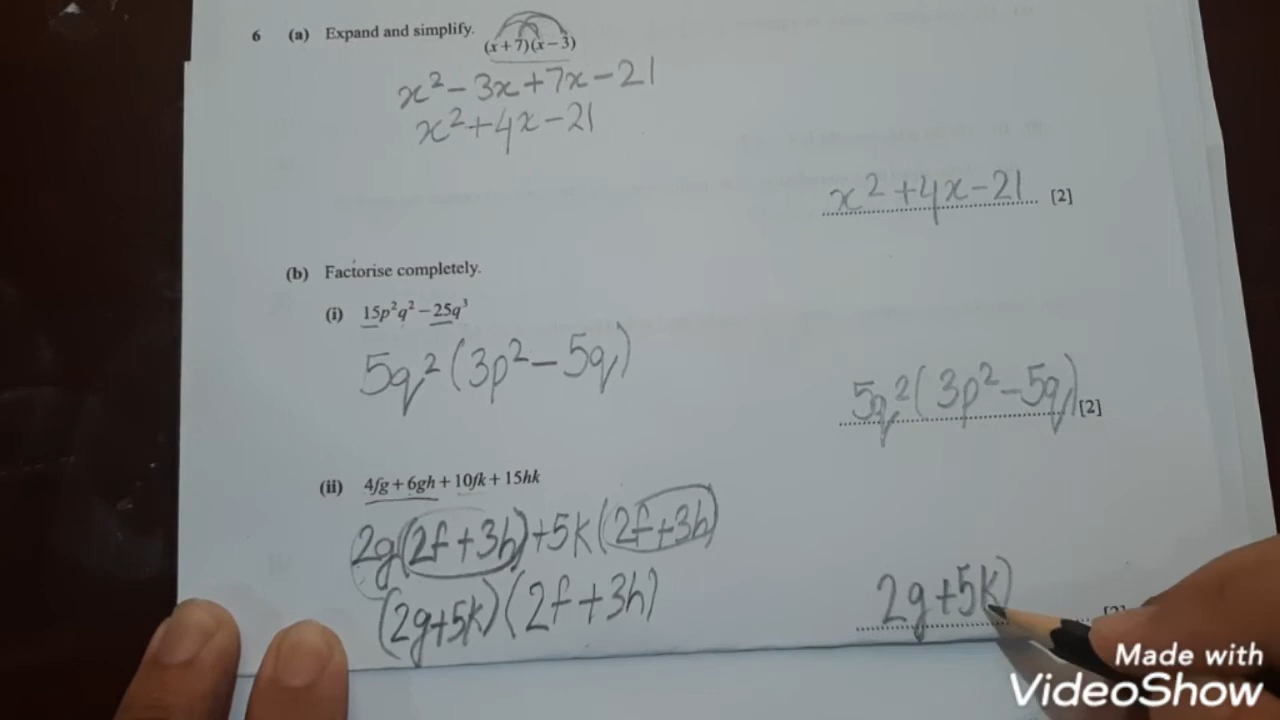 6 (a) Expand and simplify. (x + 7)(x − 3)
x² − 3x + 7x − 21
x² + 4x − 21
x² + 4x − 21 [2]
(b) Factorise completely.
(i) 15p²q² − 25q³
5q² (3p² − 5q)
5q² (3p² − 5q) [2]
(ii) 4fg + 6gh + 10fk + 15hk
2g(2f + 3h) + 5k (2f + 3h)
(2g + 5k) (2f + 3h)
2g + 5k)
Made with
VideoShow